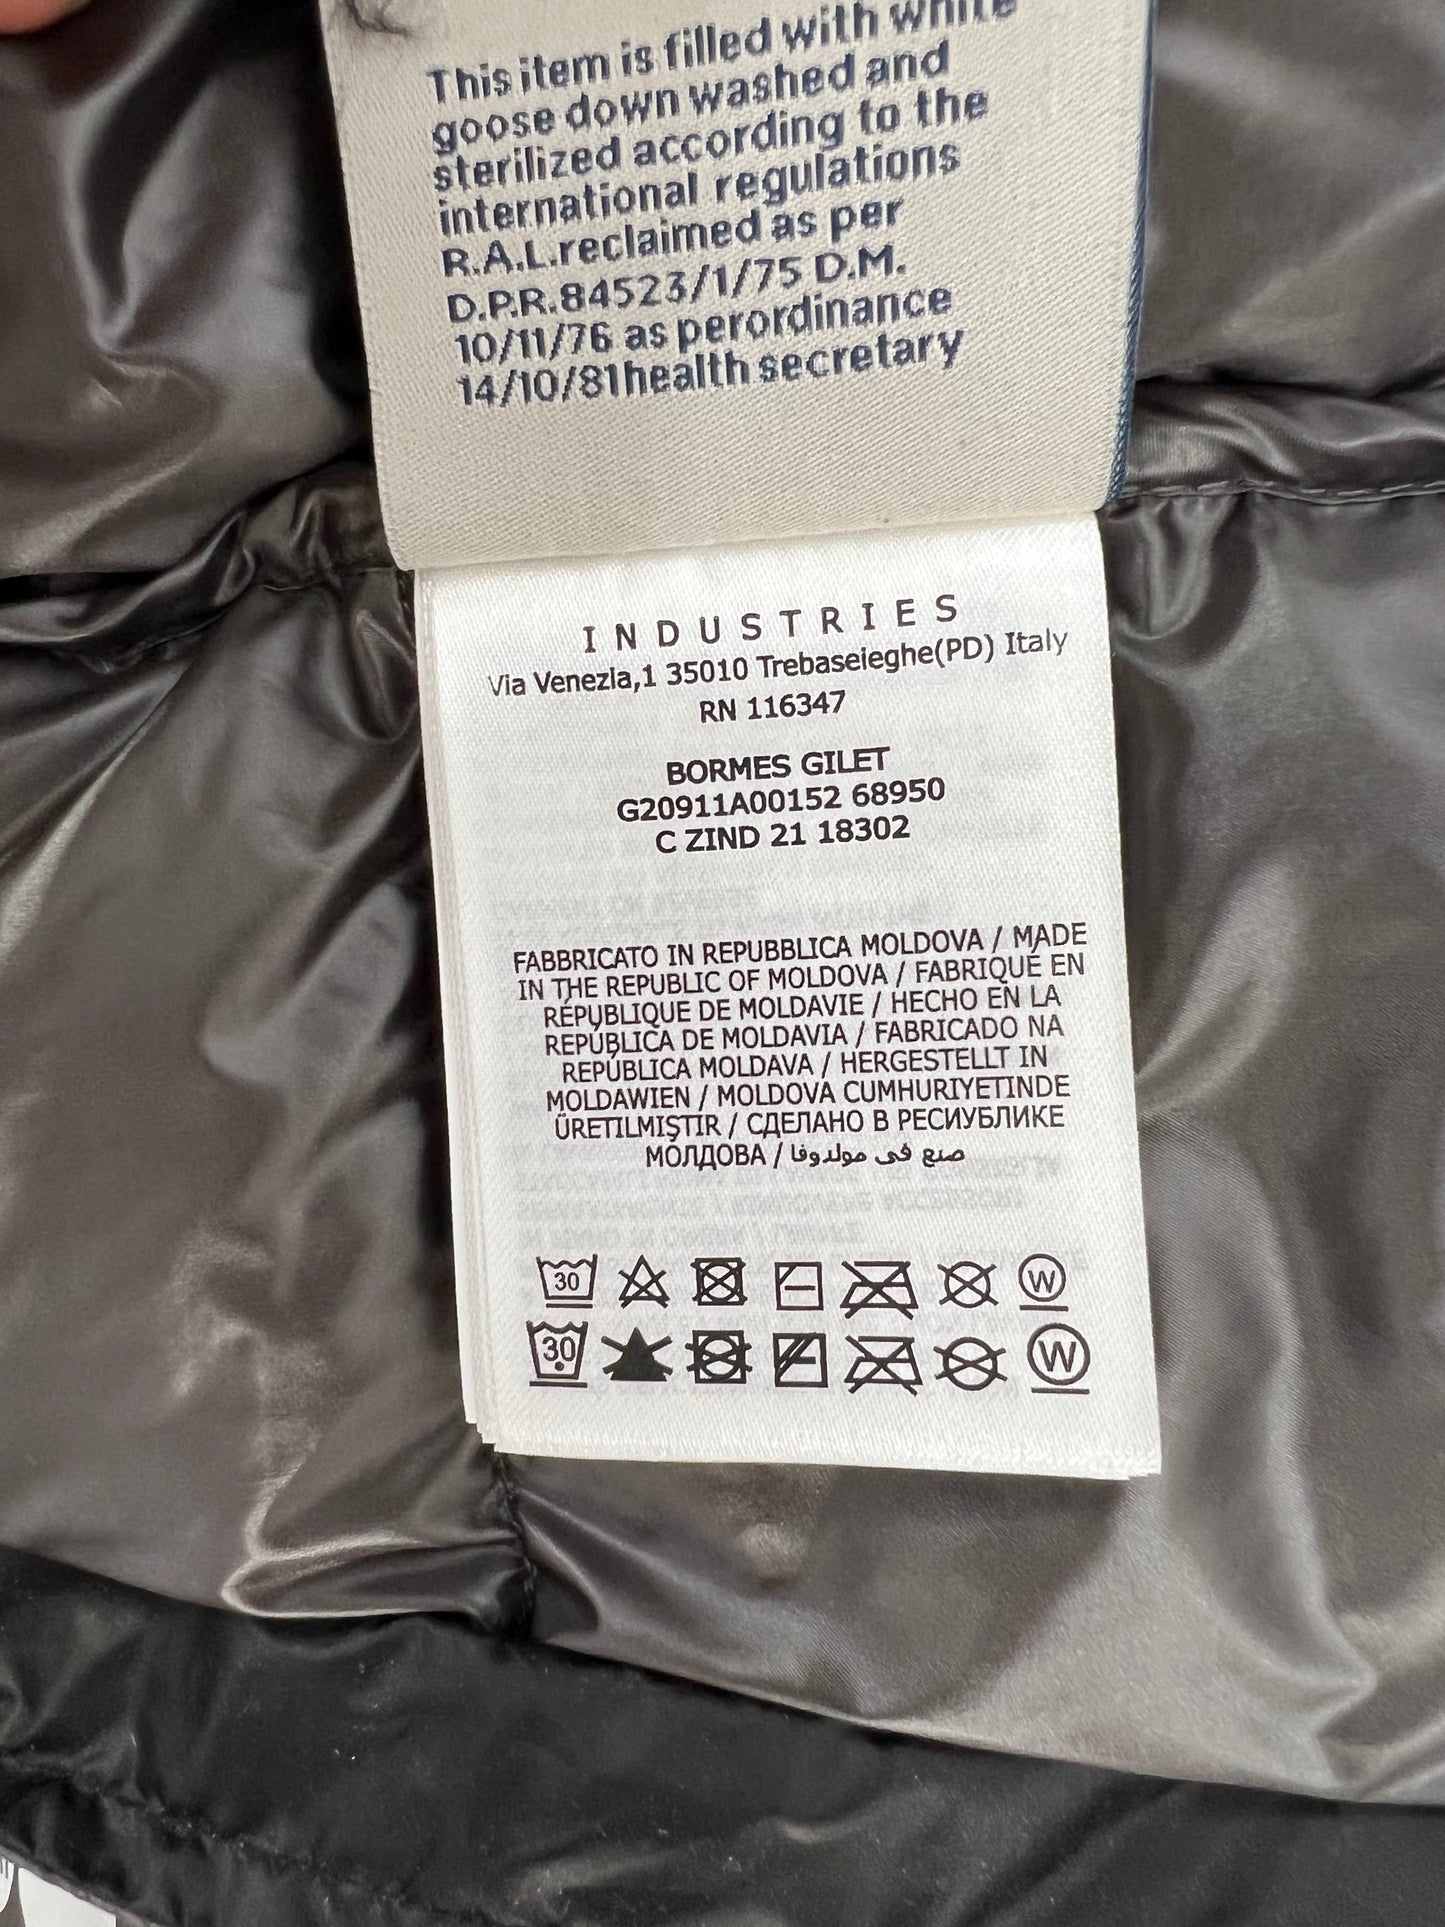 This item is filled with white
goose down washed and
sterilized according to the
international regulations
R.A.L.reclaimed as per
D.P.R.84523/1/75 D.M.
10/11/76 as perordinance
14/10/81health secretary
INDUSTRIES
Via Venezia,1 35010 Trebaseieghe(PD) Italy
RN 116347
BORMES GILET
G20911A00152 68950
C ZIND 21 18302
FABBRICATO IN REPUBBLICA MOLDOVA / MADE
IN THE REPUBLIC OF MOLDOVA / FABRIQUÉ EN
RÉPUBLIQUE DE MOLDAVIE / HECHO EN LA
REPÚBLICA DE MOLDAVIA / FABRICADO NA
REPÚBLICA MOLDAVA / HERGESTELLT IN
MOLDAWIEN / MOLDOVA CUMHURIYETINDE
ÜRETILMIŞTIR / СДЕЛАНО В РЕСИУБЛИКЕ
МОЛДОВА / صنع في مولدوفا
30 W
30 W